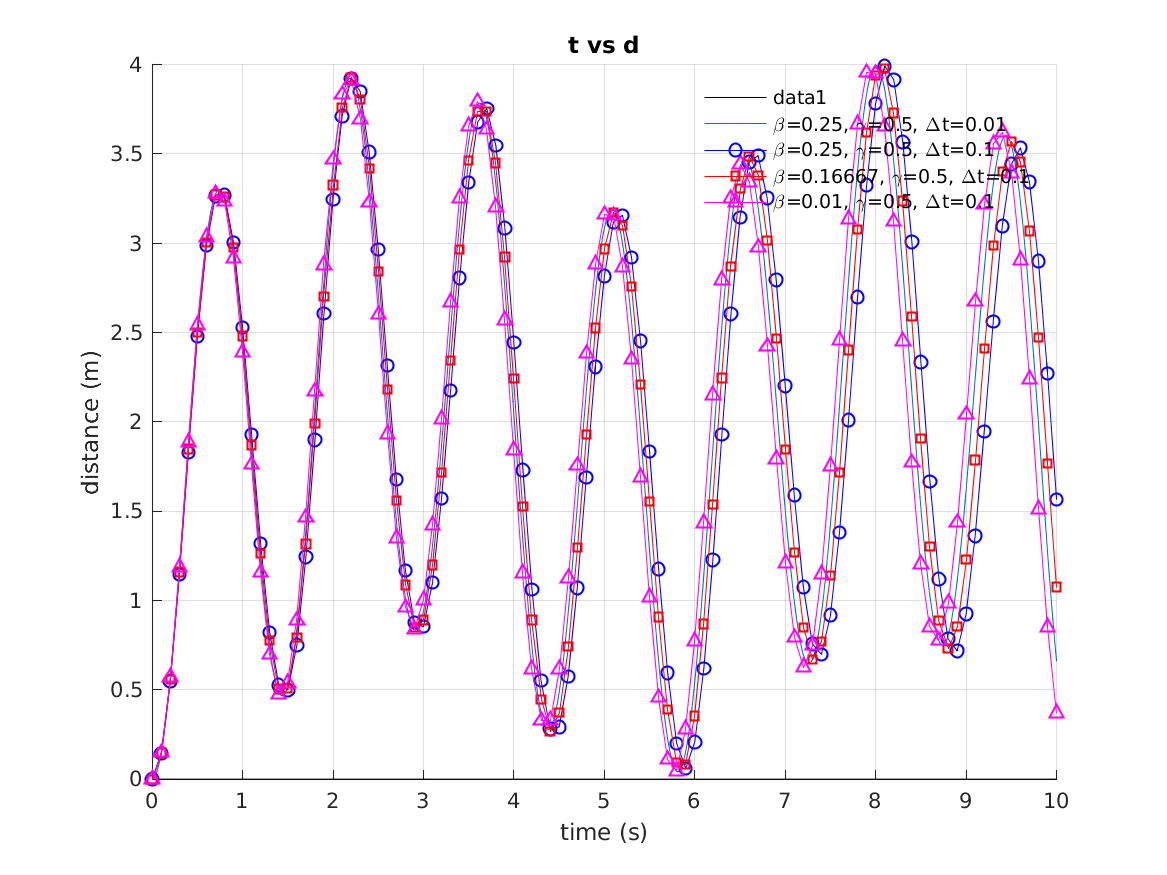 t vs d
4
3.5
3
2.5
2
1.5
1
0.5
0
distance (m)
data1
β=0.25, γ=0.5, Δt=0.01
β=0.25, γ=0.5, Δt=0.1
β=0.16667, γ=0.5, Δt=0.1
β=0.01, γ=0.5, Δt=0.1
0 1 2 3 4 5 6 7 8 9 10
time (s)